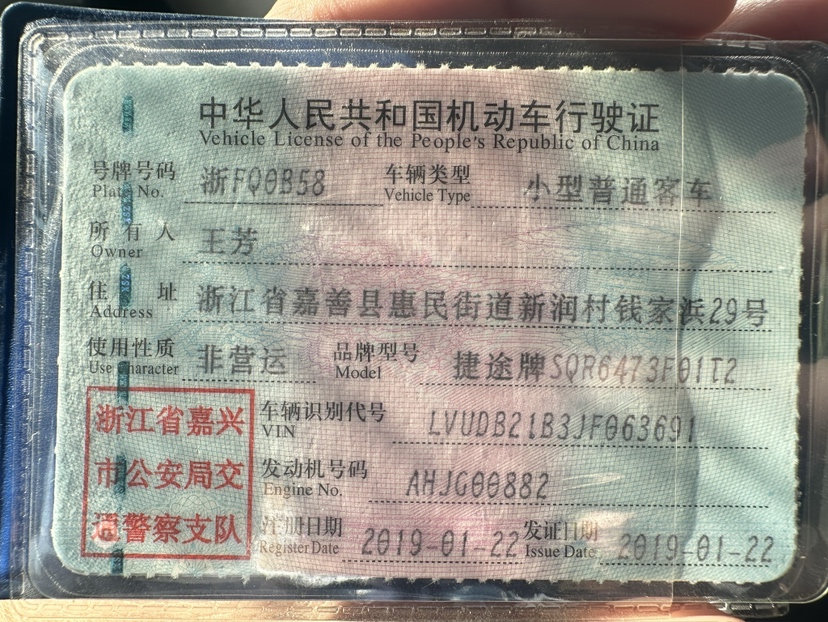 中华人民共和国机动车行驶证
Vehicle License of the People's Republic of China
号牌号码 浙FQ0B58 车辆类型 小型普通客车
Plate No. Vehicle Type
所有人 王芳
Owner
住址 浙江省嘉善县惠民街道新润村钱家浜29号
Address
使用性质 非营运 品牌型号 捷途牌SQR6473F01T2
Use Character Model
浙江省嘉兴 车辆识别代号 LVUDB21B3JF063691
VIN
市公安局交 发动机号码 AHJG00882
Engine No.
通警察支队 注册日期 2019-01-22 发证日期 2019-01-22
Register Date Issue Date